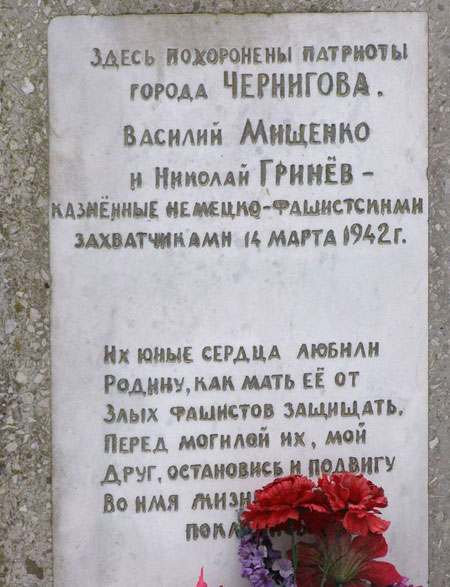 Здесь похоронены патриоты
города Чернигова.
Василий Мищенко
и Николай Гринёв –
казнённые немецко-фашистскими
захватчиками 14 марта 1942 г.
Их юные сердца любили
Родину, как мать её от
Злых фашистов защищать.
Перед могилой их, мой
Друг, остановись и подвигу
Во имя